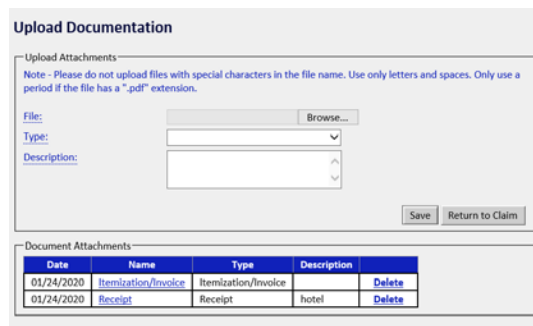 Upload Documentation
Upload Attachments
Note - Please do not upload files with special characters in the file name. Use only letters and spaces. Only use a
period if the file has a ".pdf" extension.
File:
Browse...
Type:
Description:
Save Return to Claim
Document Attachments
Date Name Type Description
01/24/2020 Itemization/Invoice Itemization/Invoice Delete
01/24/2020 Receipt Receipt hotel Delete